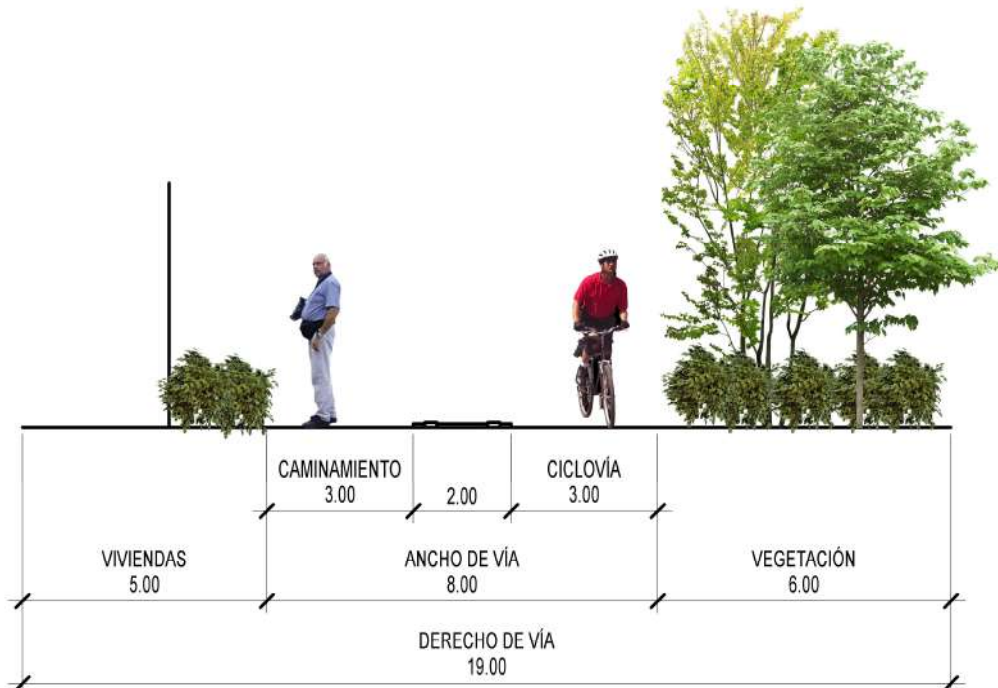 CAMINAMIENTO
3.00
2.00
CICLOVÍA
3.00
VIVIENDAS
5.00
ANCHO DE VÍA
8.00
VEGETACIÓN
6.00
DERECHO DE VÍA
19.00